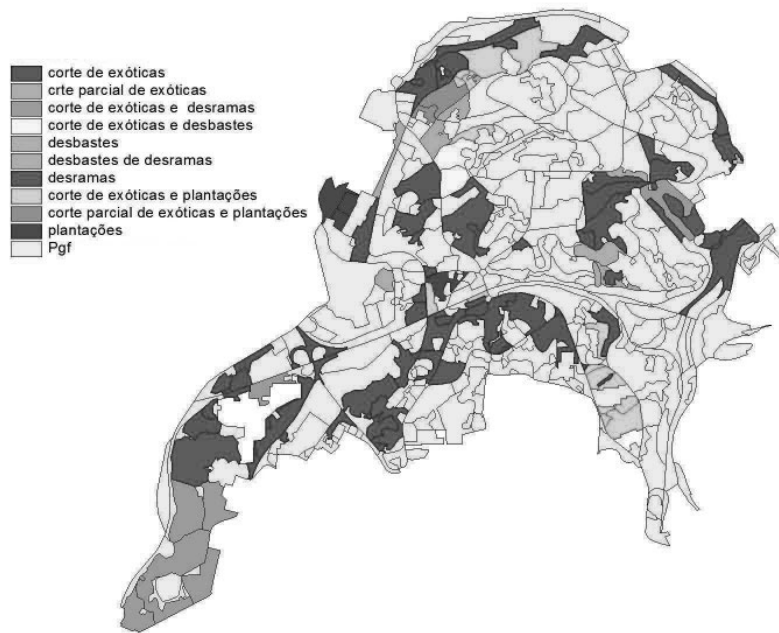 corte de exóticas
crte parcial de exóticas
corte de exóticas e desramas
corte de exóticas e desbastes
desbastes
desbastes de desramas
desramas
corte de exóticas e plantações
corte parcial de exóticas e plantações
plantações
Pgf